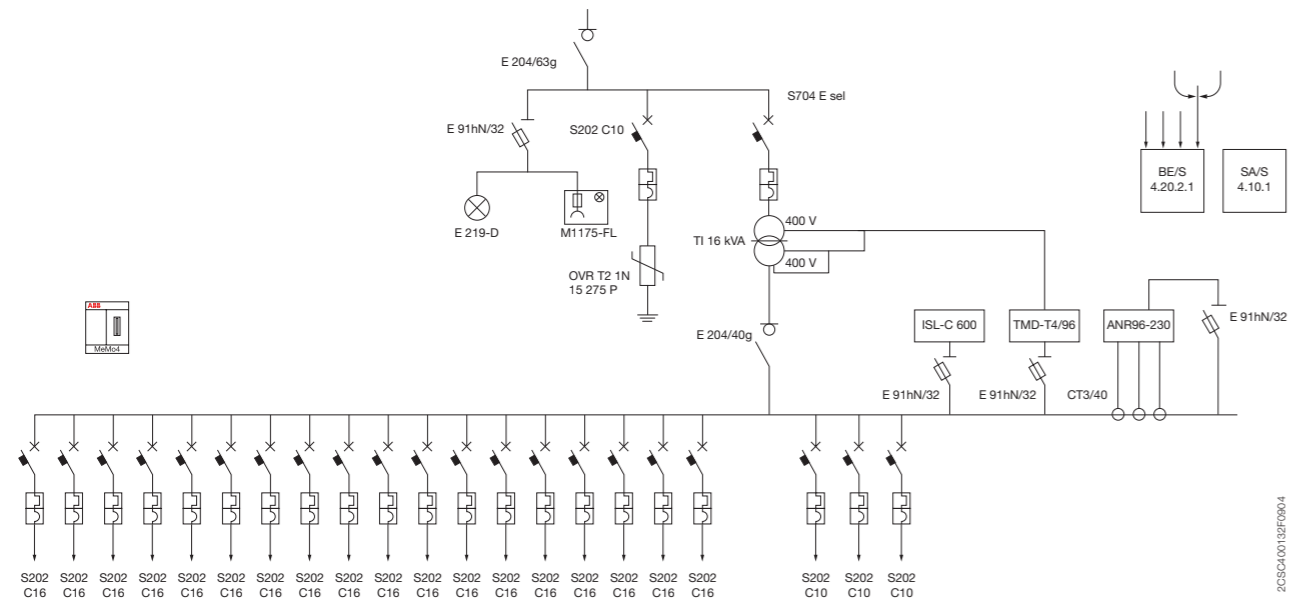 E 204/63g
S704 E sel
E 91hN/32
S202 C10
E 219-D
M1175-FL
OVR T2 1N
15 275 P
400 V
TI 16 kVA
400 V
E 204/40g
BE/S
4.20.2.1
SA/S
4.10.1
ISL-C 600
TMD-T4/96
ANR96-230
E 91hN/32
E 91hN/32
E 91hN/32
CT3/40
ABB
MeMo4
S202 S202 S202 S202 S202 S202 S202 S202 S202 S202 S202 S202 S202 S202 S202 S202 S202 S202 S202 S202 S202
C16 C16 C16 C16 C16 C16 C16 C16 C16 C16 C16 C16 C16 C16 C16 C16 C16 C16 C10 C10 C10
2CSC400132F0904